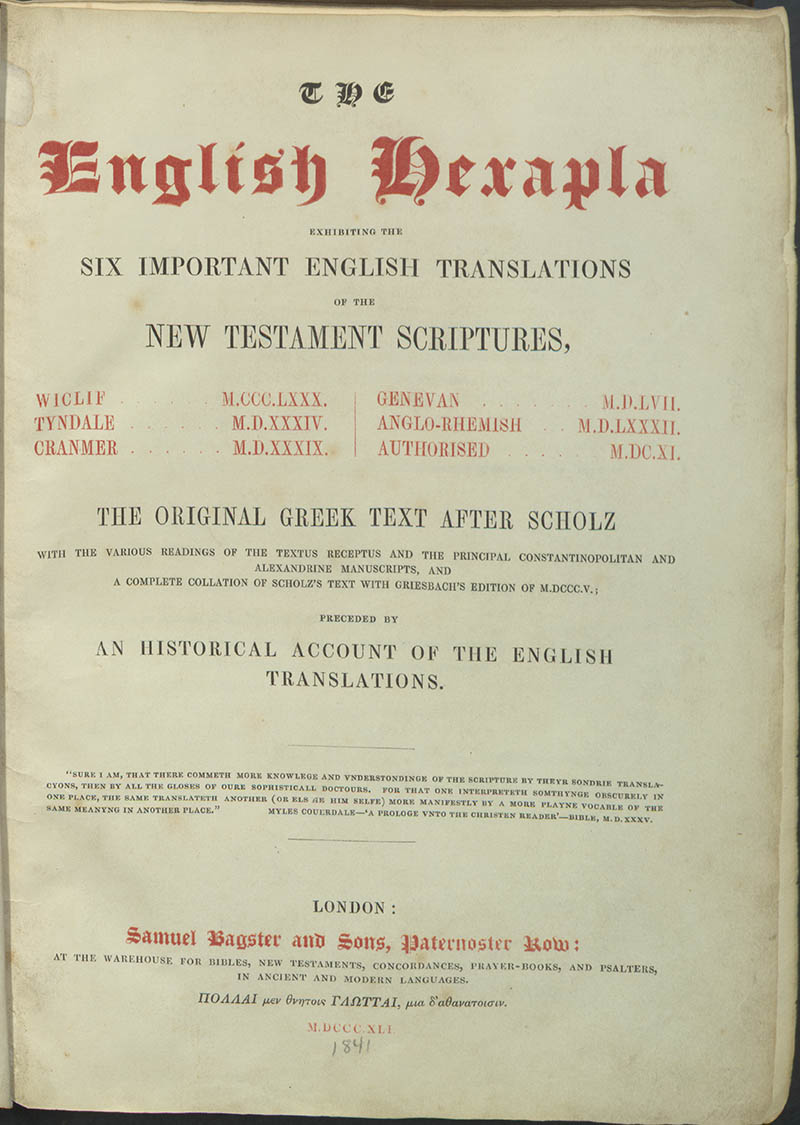 THE
English Hexapla
EXHIBITING THE
SIX IMPORTANT ENGLISH TRANSLATIONS
OF THE
NEW TESTAMENT SCRIPTURES,
WICLIF . . . . . . M.CCC.LXXX.
TYNDALE . . . . . . M.D.XXXIV.
CRANMER . . . . . . M.D.XXXIX.
GENEVAN . . . . . . . M.D.LVII.
ANGLO-RHEMISH . . M.D.LXXXII.
AUTHORISED . . . . . M.DC.XI.
THE ORIGINAL GREEK TEXT AFTER SCHOLZ
WITH THE VARIOUS READINGS OF THE TEXTUS RECEPTUS AND THE PRINCIPAL CONSTANTINOPOLITAN AND
ALEXANDRINE MANUSCRIPTS, AND
A COMPLETE COLLATION OF SCHOLZ'S TEXT WITH GRIESBACH'S EDITION OF M.DCCC.V.;
PRECEDED BY
AN HISTORICAL ACCOUNT OF THE ENGLISH
TRANSLATIONS.
"SURE I AM, THAT THERE COMMETH MORE KNOWLEGE AND VNDERSTONDINGE OF THE SCRIPTURE BY THEYR SONDRIE TRANSLA-
CYONS, THEN BY ALL THE GLOSES OF OURE SOPHISTICALL DOCTOURS. FOR THAT ONE INTERPRETETH SOMTHYNGE OBSCURELY IN
ONE PLACE, THE SAME TRANSLATETH ANOTHER (OR ELS HE HIM SELFE) MORE MANIFESTLY BY A MORE PLAYNE VOCABLE OF THE
SAME MEANYNG IN ANOTHER PLACE." MYLES COUERDALE—'A PROLOGE VNTO THE CHRISTEN READER'—BIBLE, M.D.XXXV.
LONDON:
Samuel Bagster and Sons, Paternoster Row:
AT THE WAREHOUSE FOR BIBLES, NEW TESTAMENTS, CONCORDANCES, PRAYER-BOOKS, AND PSALTERS,
IN ANCIENT AND MODERN LANGUAGES.
ΠΟΛΛΑΙ μεν θνητοις ΓΛΩΤΤΑΙ, μια δ'αθανατοισιν.
M.DCCC.XLI
1841